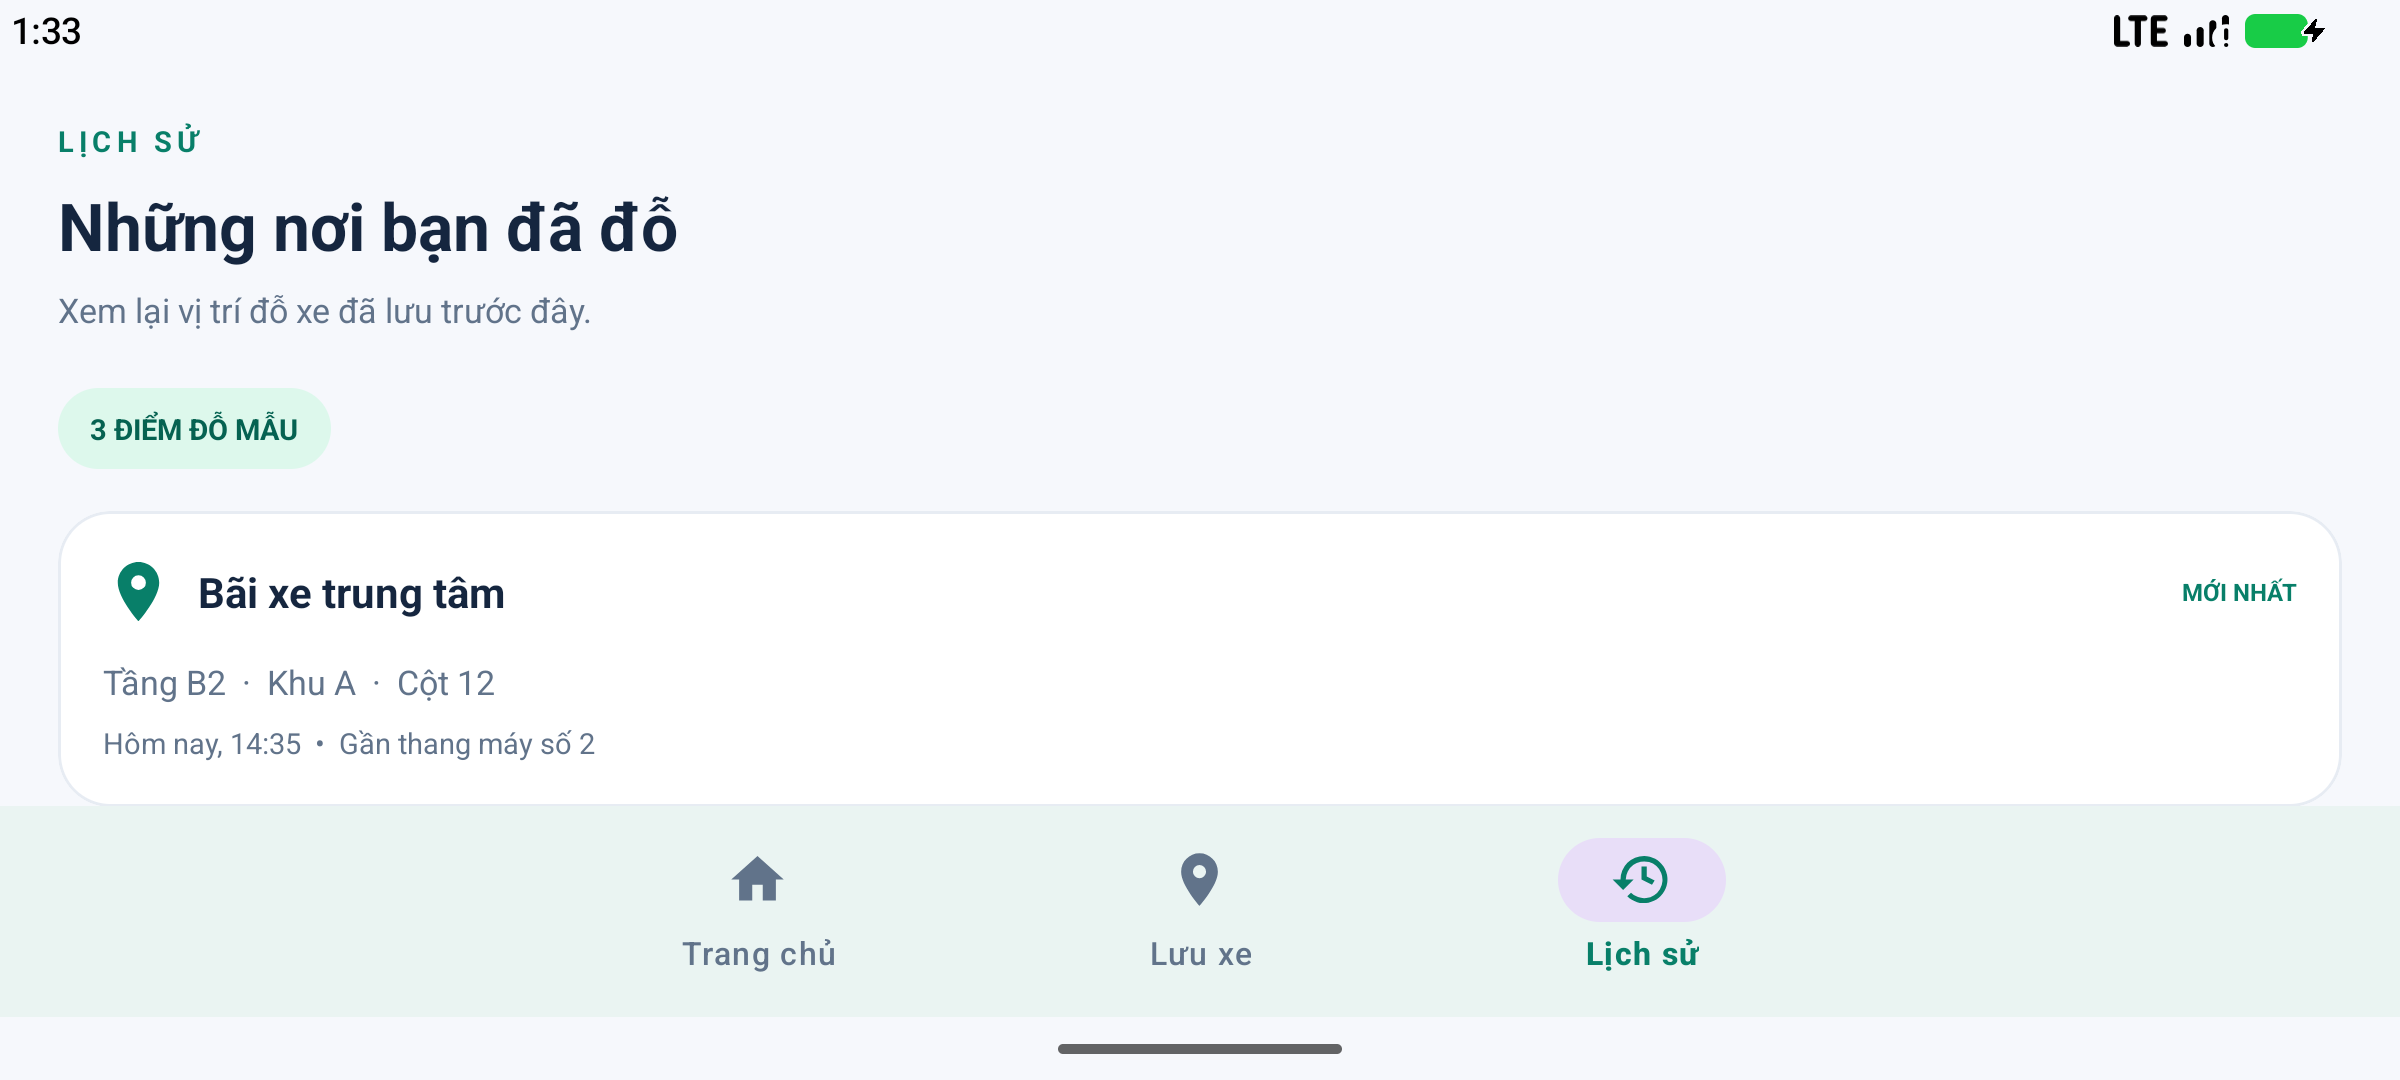 1:33
LTE
LỊCH SỬ
Những nơi bạn đã đỗ
Xem lại vị trí đỗ xe đã lưu trước đây.
3 ĐIỂM ĐỖ MẪU
Bãi xe trung tâm
MỚI NHẤT
Tầng B2 · Khu A · Cột 12
Hôm nay, 14:35 • Gần thang máy số 2
Trang chủ
Lưu xe
Lịch sử